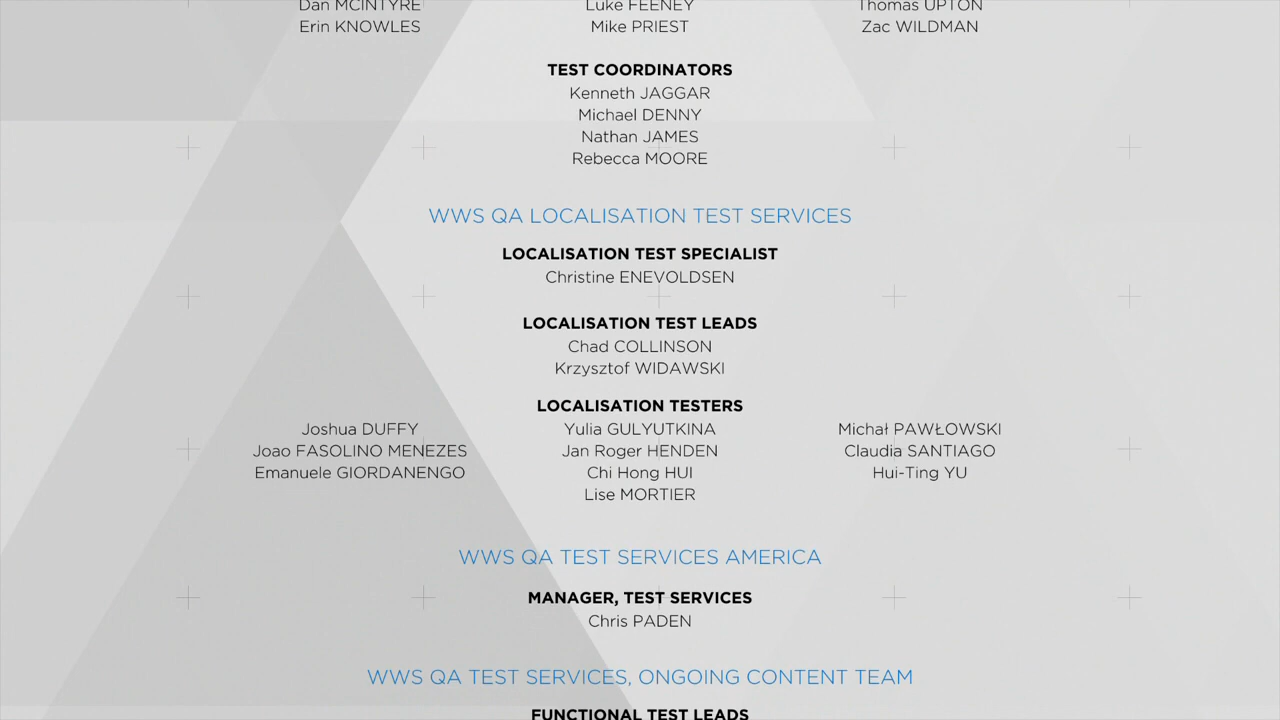 Dan MCINTYRE Luke FEENEY Thomas UPTON
Erin KNOWLES Mike PRIEST Zac WILDMAN
TEST COORDINATORS
Kenneth JAGGAR
Michael DENNY
Nathan JAMES
Rebecca MOORE
WWS QA LOCALISATION TEST SERVICES
LOCALISATION TEST SPECIALIST
Christine ENEVOLDSEN
LOCALISATION TEST LEADS
Chad COLLINSON
Krzysztof WIDAWSKI
LOCALISATION TESTERS
Joshua DUFFY Yulia GULYUTKINA Michał PAWŁOWSKI
Joao FASOLINO MENEZES Jan Roger HENDEN Claudia SANTIAGO
Emanuele GIORDANENGO Chi Hong HUI Hui-Ting YU
Lise MORTIER
WWS QA TEST SERVICES AMERICA
MANAGER, TEST SERVICES
Chris PADEN
WWS QA TEST SERVICES, ONGOING CONTENT TEAM
FUNCTIONAL TEST LEADS